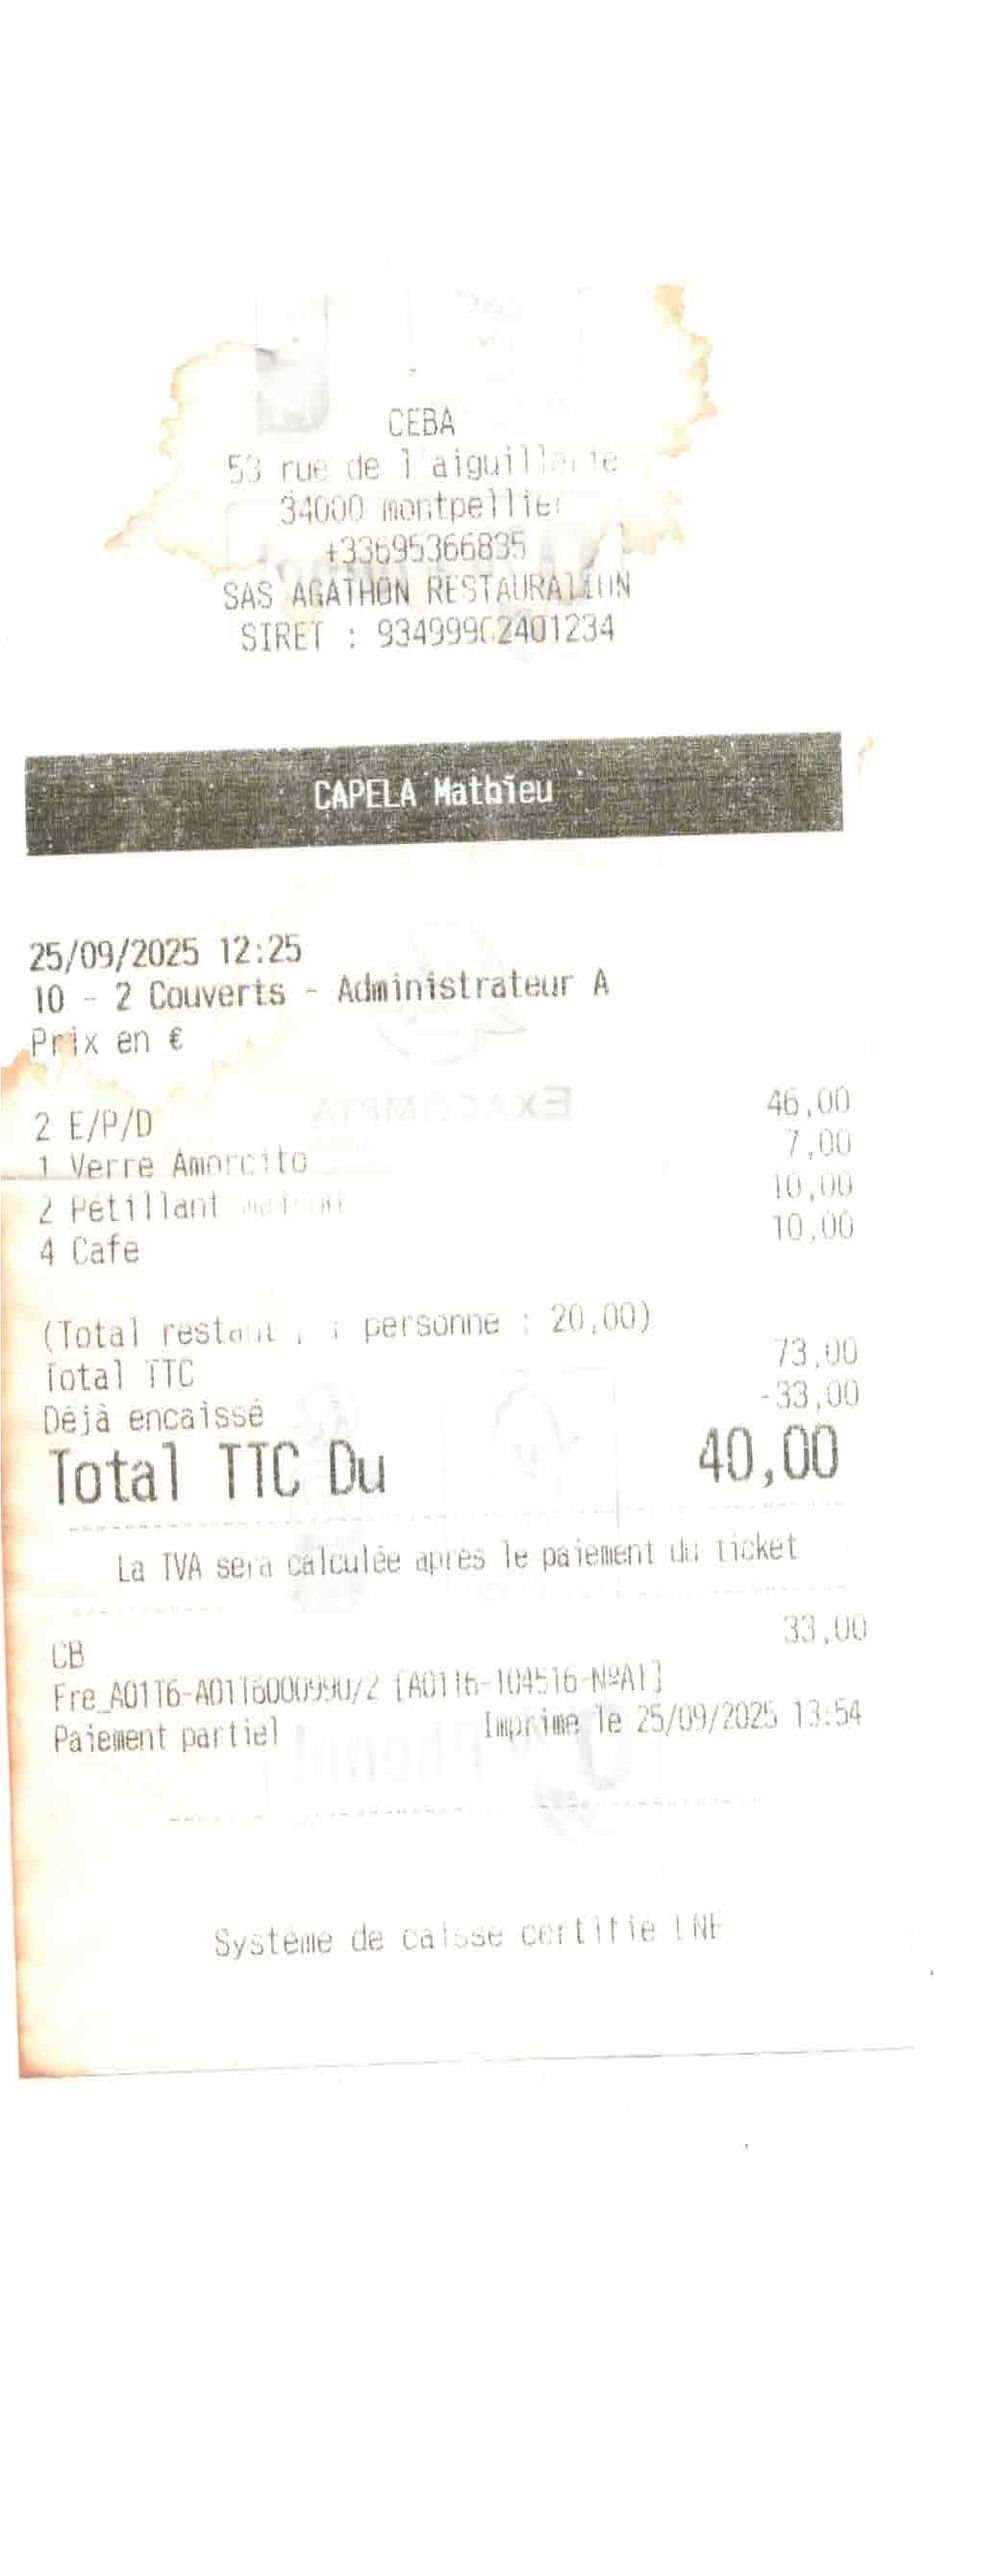 CEBA
53 rue de l'aiguillerie
34000 montpellier
+33695366835
SAS AGATHON RESTAURATION
SIRET :
CAPELA Mathieu
25/09/2025 12:25
10 - 2 Couverts - Administrateur A
Prix en €
2 E/P/D 46,00
1 Verre Amorcito 7,00
2 Pétillant 10,00
4 Cafe 10,00
(Total restant personne : 20,00)
Total TTC 73,00
Déjà encaissé -33,00
Total TTC Du 40,00
La TVA sera calculée après le paiement du ticket
CB 33,00
Paiement partiel Imprimé le 25/09/2025 13:54
Système de caisse certifié LNE
EXACOMPTA